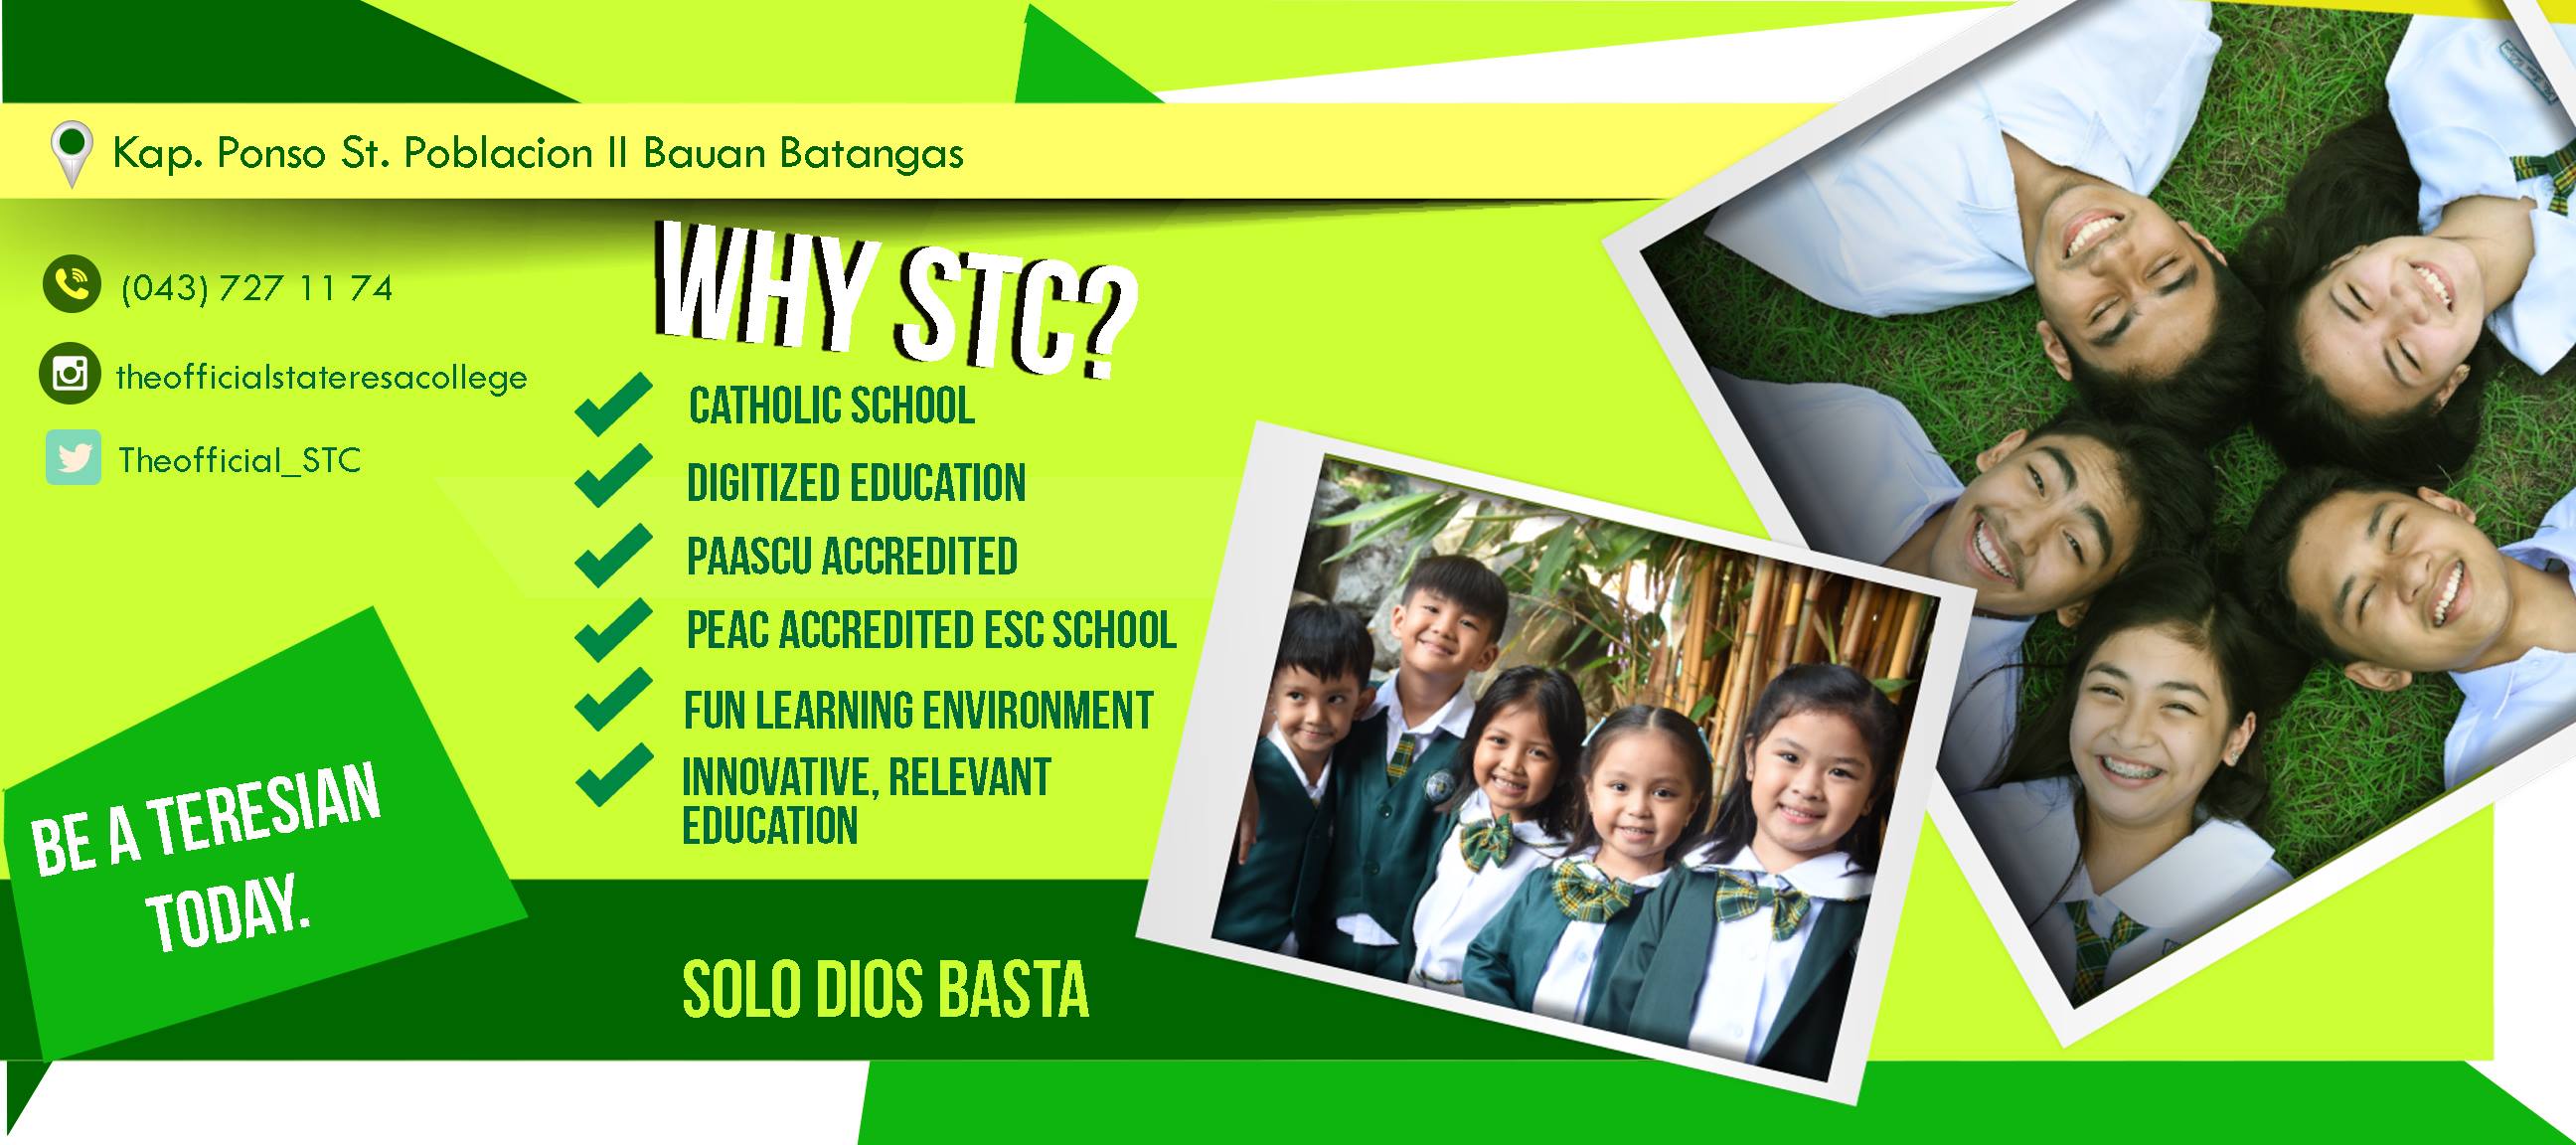 Kap. Ponso St. Poblacion II Bauan Batangas
(043) 727 11 74
theofficialstateresacollege
Theofficial_STC
WHY STC?
CATHOLIC SCHOOL
DIGITIZED EDUCATION
PAASCU ACCREDITED
PEAC ACCREDITED ESC SCHOOL
FUN LEARNING ENVIRONMENT
INNOVATIVE, RELEVANT
EDUCATION
BE A TERESIAN
TODAY.
SOLO DIOS BASTA